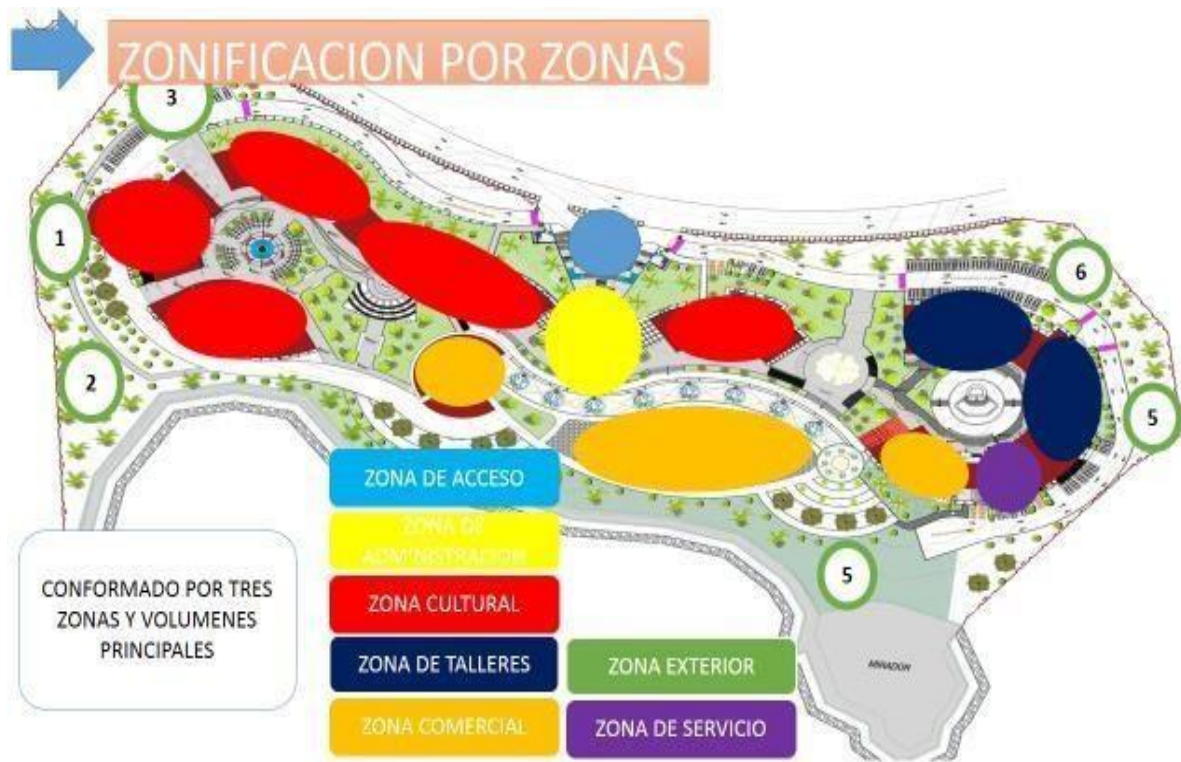 ZONIFICACION POR ZONAS
3
1
2
6
5
5
ZONA DE ACCESO
ZONA DE
ADMINISTRACION
ZONA CULTURAL
ZONA DE TALLERES
ZONA COMERCIAL
ZONA EXTERIOR
ZONA DE SERVICIO
CONFORMADO POR TRES
ZONAS Y VOLUMENES
PRINCIPALES
MIRADOR